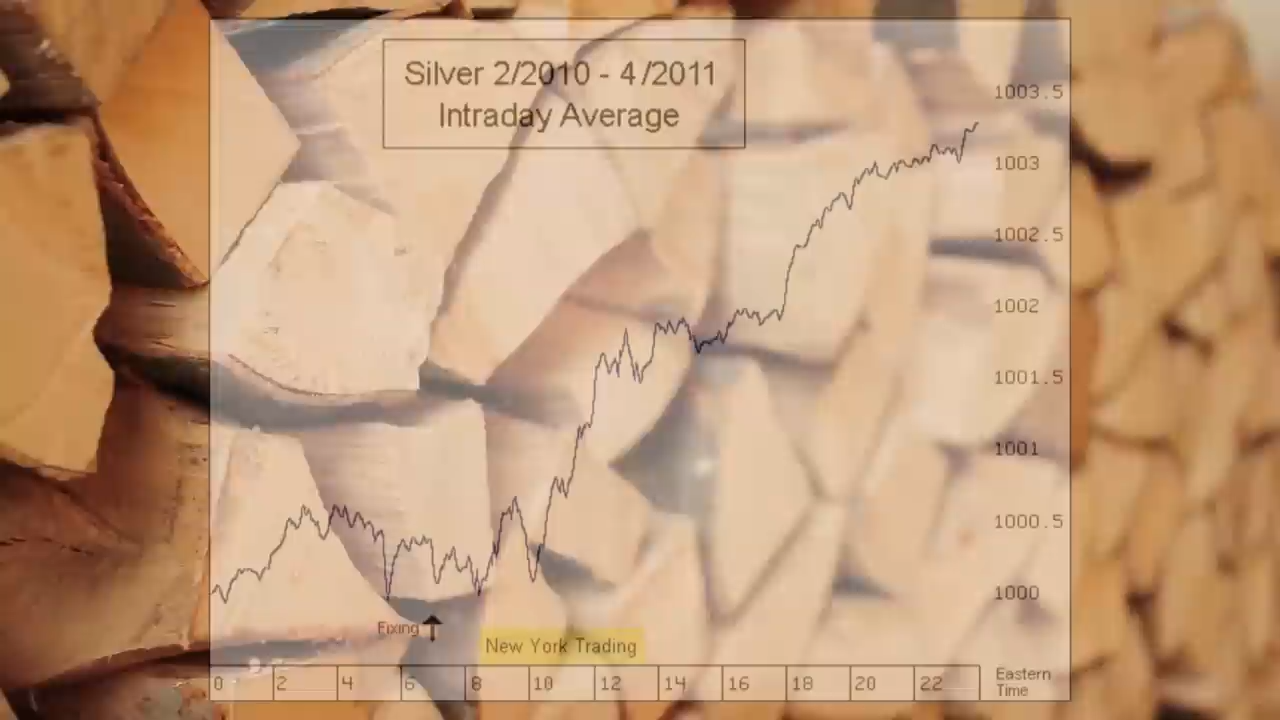 Silver 2/2010 - 4/2011
Intraday Average
1003.5
1003
1002.5
1002
1001.5
1001
1000.5
1000
Fixing
New York Trading
0 2 4 6 8 10 12 14 16 18 20 22
Eastern
Time